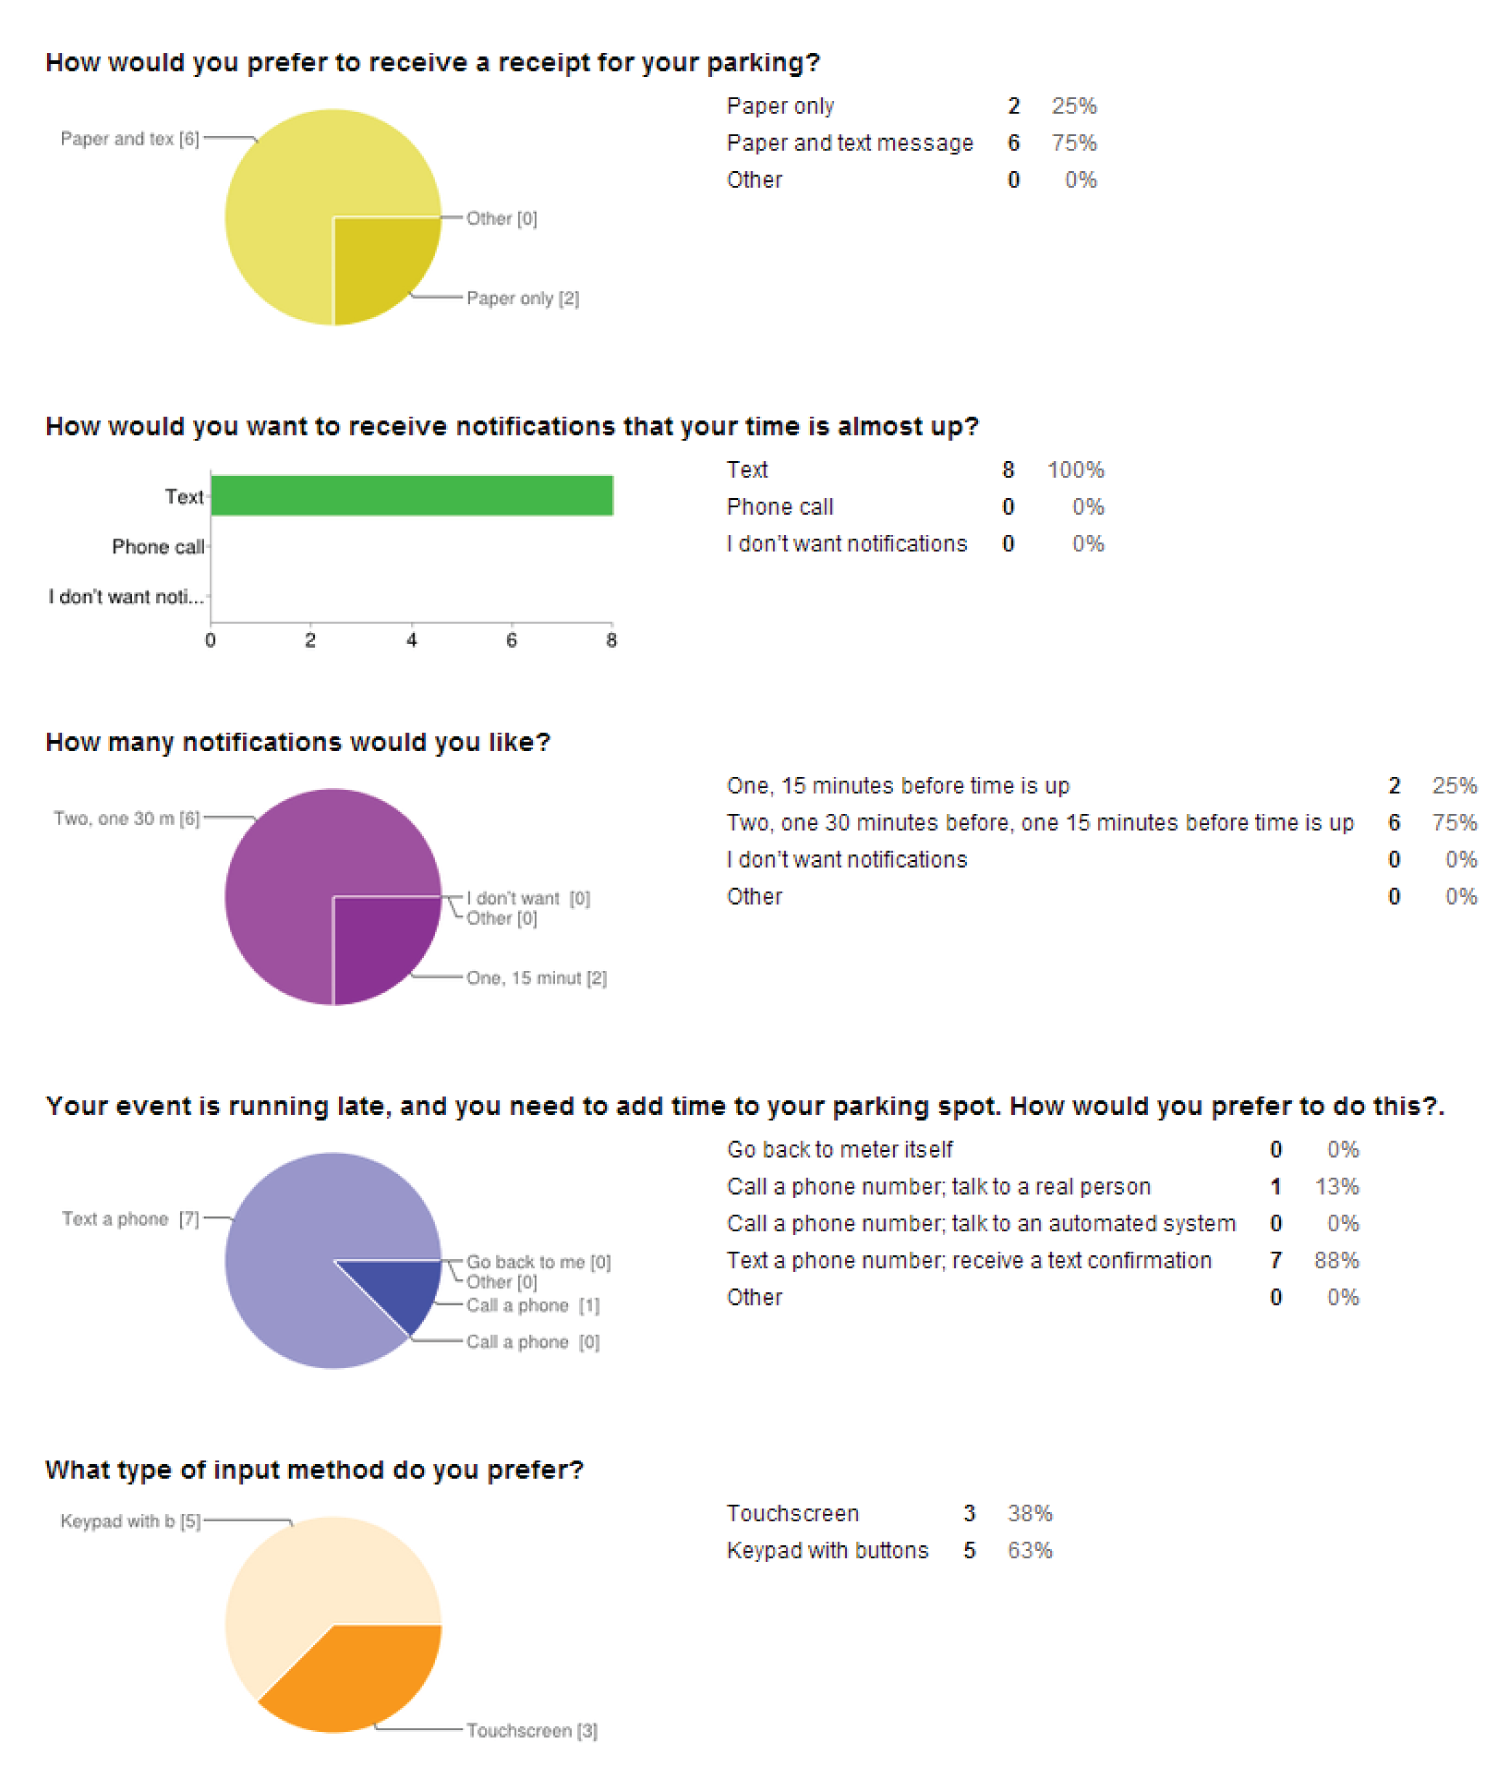 How would you prefer to receive a receipt for your parking?
Paper and tex [6]
Other [0]
Paper only [2]
Paper only 2 25%
Paper and text message 6 75%
Other 0 0%
How would you want to receive notifications that your time is almost up?
Text
Phone call
I don't want noti...
0 2 4 6 8
Text 8 100%
Phone call 0 0%
I don't want notifications 0 0%
How many notifications would you like?
Two, one 30 m [6]
I don't want [0]
Other [0]
One, 15 minut [2]
One, 15 minutes before time is up 2 25%
Two, one 30 minutes before, one 15 minutes before time is up 6 75%
I don't want notifications 0 0%
Other 0 0%
Your event is running late, and you need to add time to your parking spot. How would you prefer to do this?.
Text a phone [7]
Go back to me [0]
Other [0]
Call a phone [1]
Call a phone [0]
Go back to meter itself 0 0%
Call a phone number; talk to a real person 1 13%
Call a phone number; talk to an automated system 0 0%
Text a phone number; receive a text confirmation 7 88%
Other 0 0%
What type of input method do you prefer?
Keypad with b [5]
Touchscreen [3]
Touchscreen 3 38%
Keypad with buttons 5 63%